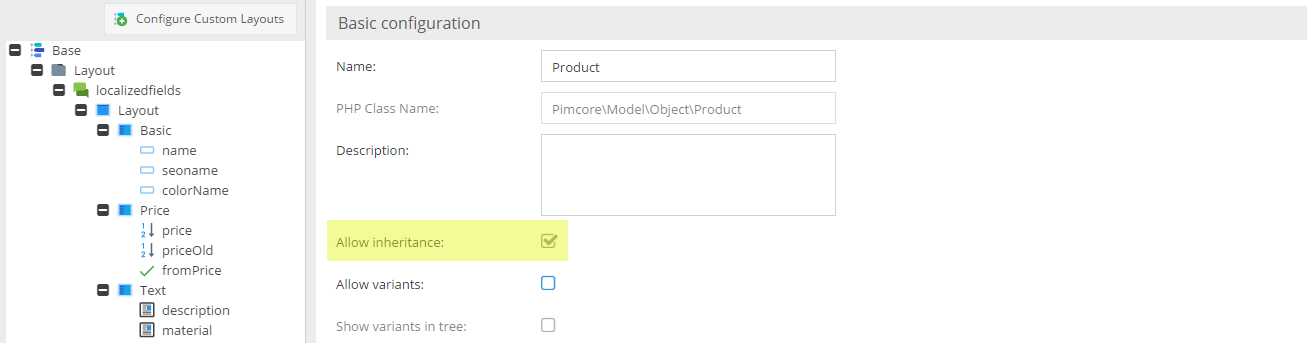 Configure Custom Layouts
Base
Layout
localizedfields
Layout
Basic
name
seoname
colorName
Price
price
priceOld
fromPrice
Text
description
material
Basic configuration
Name: Product
PHP Class Name: Pimcore\Model\Object\Product
Description:
Allow inheritance:
Allow variants:
Show variants in tree: